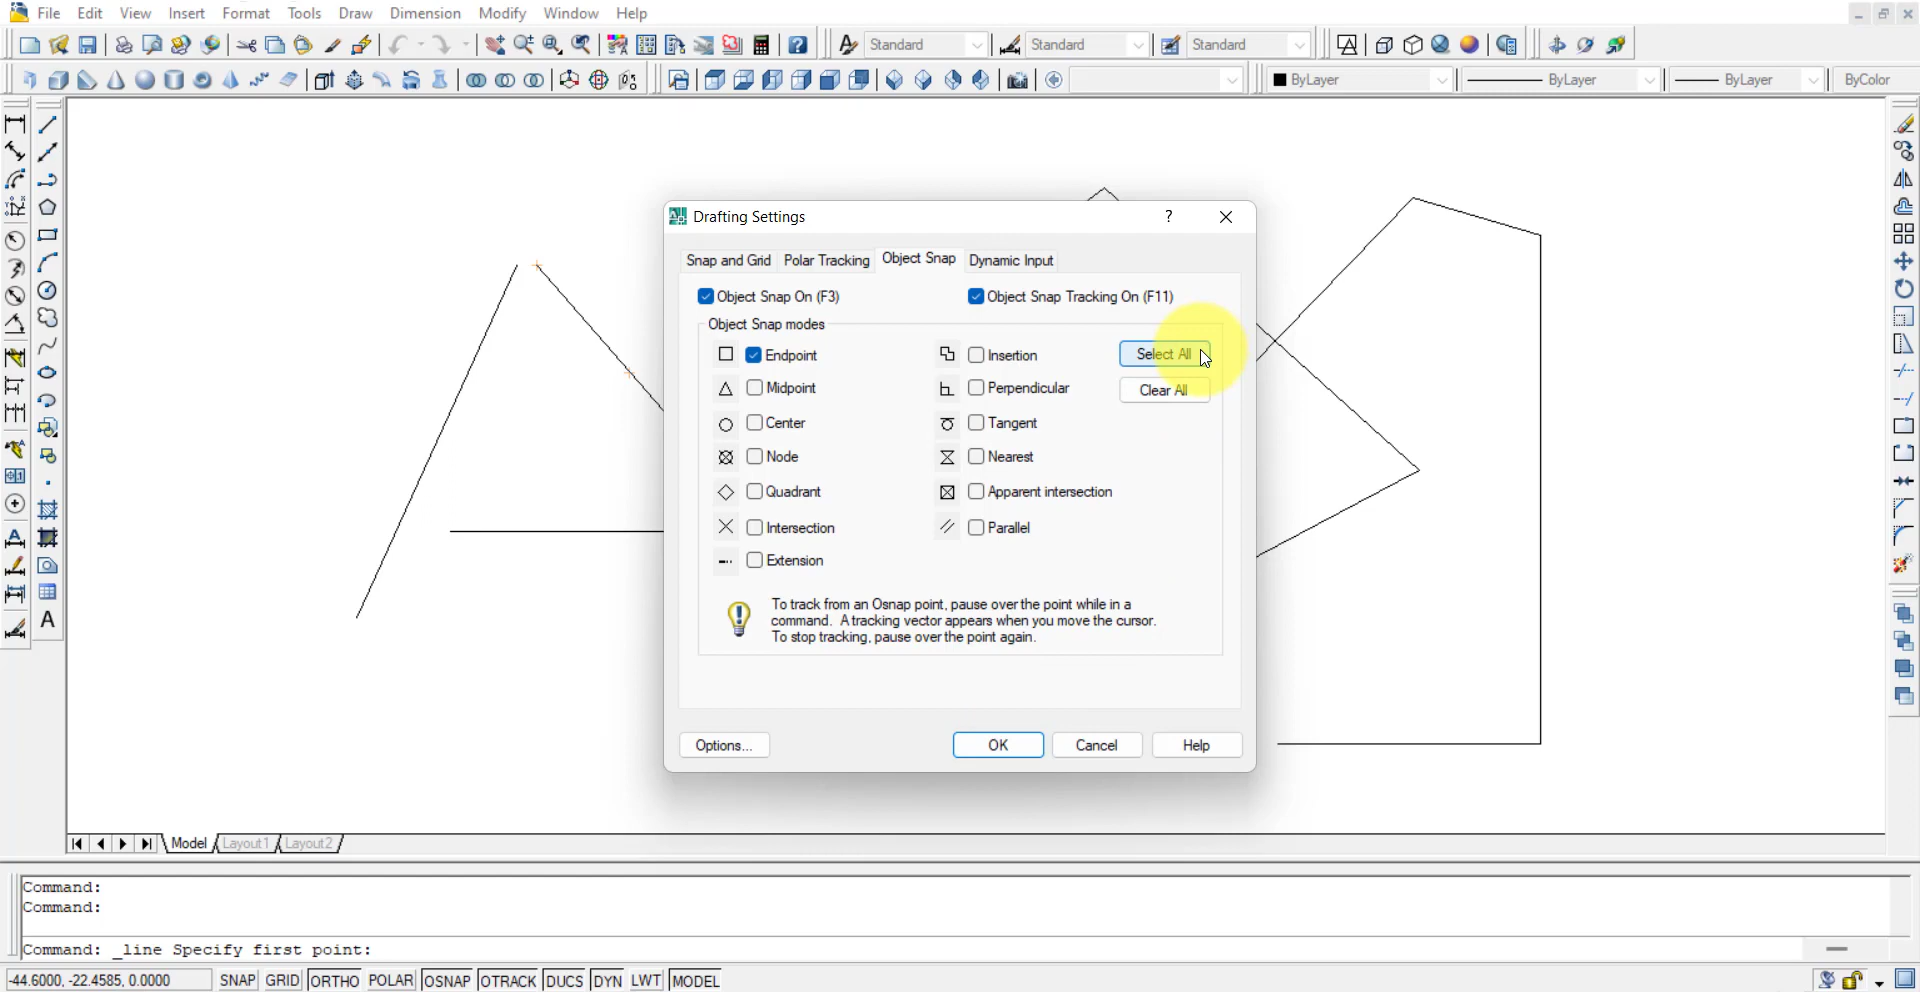 File Edit View Insert Format Tools Draw Dimension Modify Window Help
Standard Standard Standard
ByLayer ByLayer ByLayer ByColor
Drafting Settings ?
Snap and Grid Polar Tracking Object Snap Dynamic Input
Object Snap On (F3) Object Snap Tracking On (F11)
Object Snap modes
Endpoint Insertion Select All
Midpoint Perpendicular Clear All
Center Tangent
Node Nearest
Quadrant Apparent intersection
Intersection Parallel
Extension
To track from an Osnap point, pause over the point while in a
command. A tracking vector appears when you move the cursor.
To stop tracking, pause over the point again.
Options... OK Cancel Help
Model Layout1 Layout2
Command:
Command:
Command: _line Specify first point:
-44.6000, -22.4585, 0.0000 SNAP GRID ORTHO POLAR OSNAP OTRACK DUCS DYN LWT MODEL